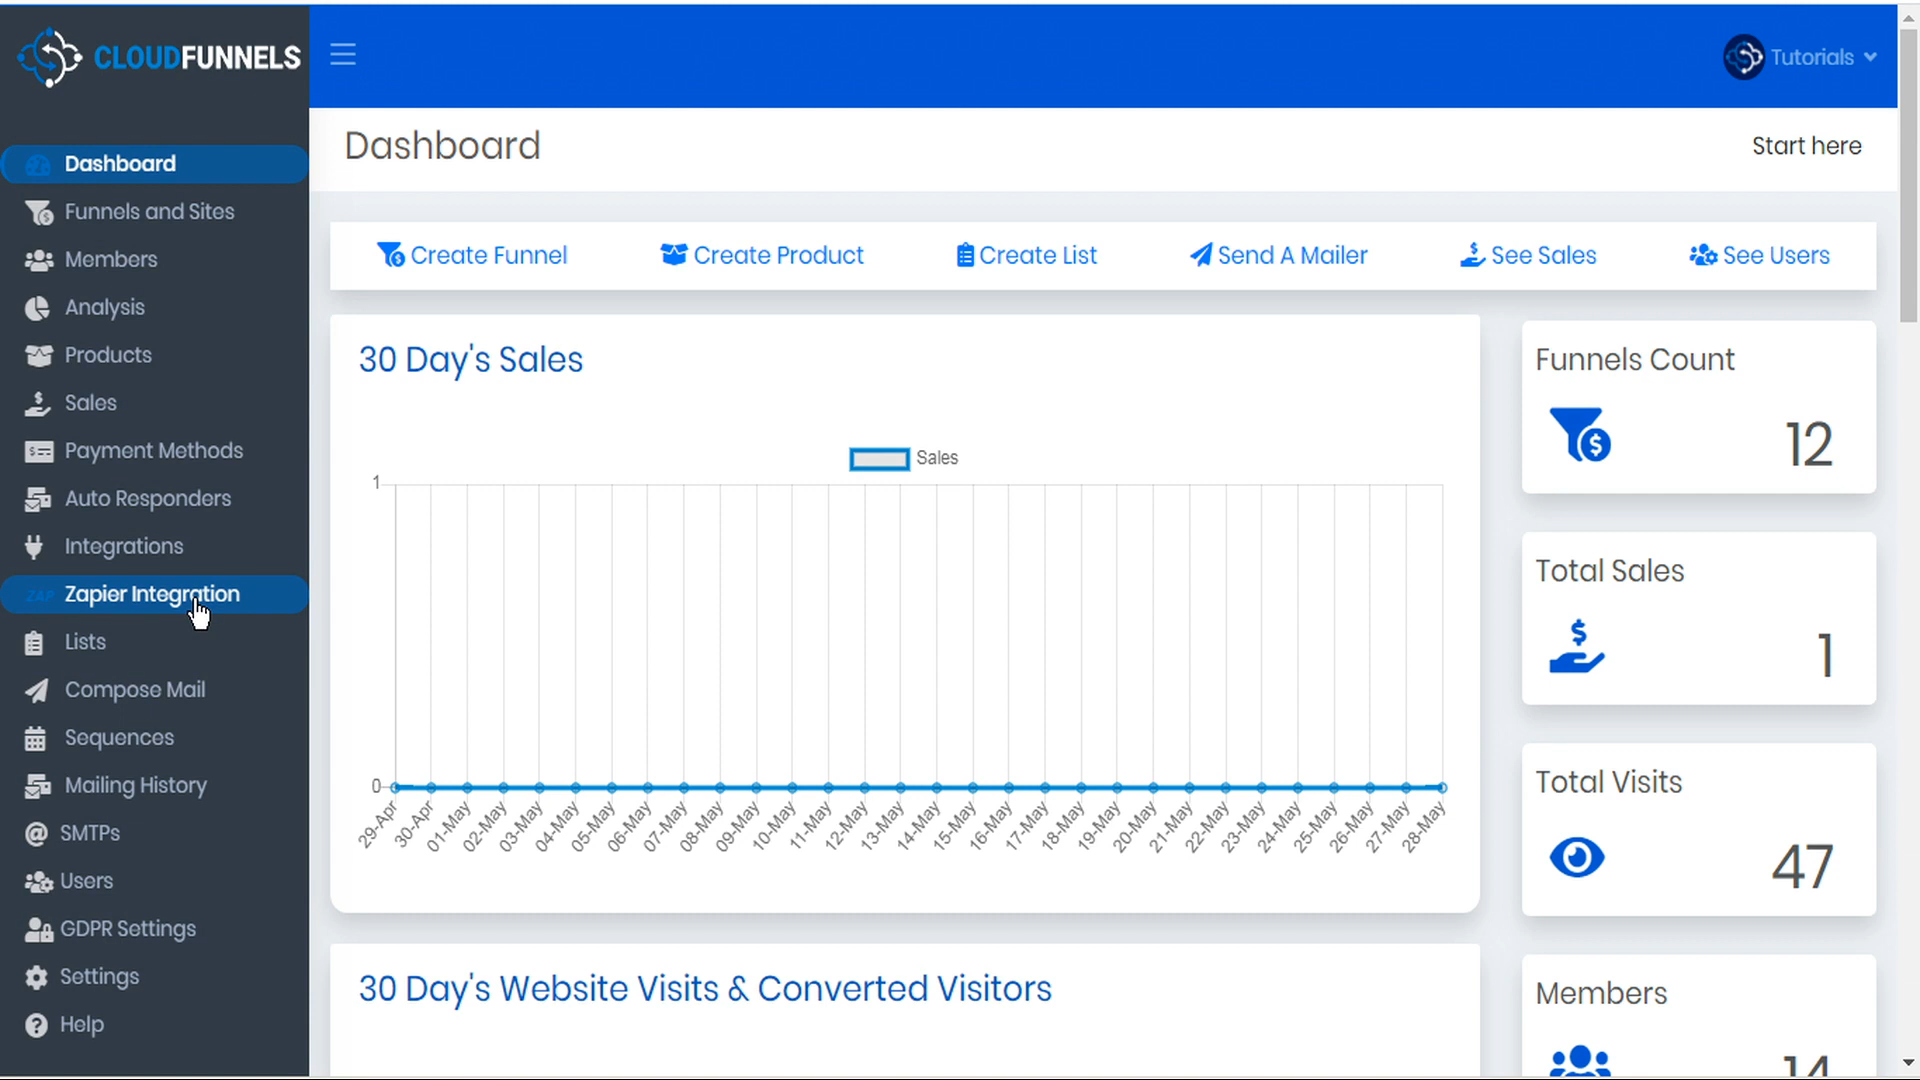 CLOUDFUNNELS
Tutorials
Dashboard
Start here
Dashboard
Funnels and Sites
Members
Analysis
Products
Sales
Payment Methods
Auto Responders
Integrations
ZAP Zapier Integration
Lists
Compose Mail
Sequences
Mailing History
SMTPs
Users
GDPR Settings
Settings
Help
Create Funnel
Create Product
Create List
Send A Mailer
See Sales
See Users
30 Day's Sales
Sales
1
0
29-Apr
30-Apr
01-May
02-May
03-May
04-May
05-May
06-May
07-May
08-May
09-May
10-May
11-May
12-May
13-May
14-May
15-May
16-May
17-May
18-May
19-May
20-May
21-May
22-May
23-May
24-May
25-May
26-May
27-May
28-May
Funnels Count
12
Total Sales
1
Total Visits
47
Members
14
30 Day's Website Visits & Converted Visitors